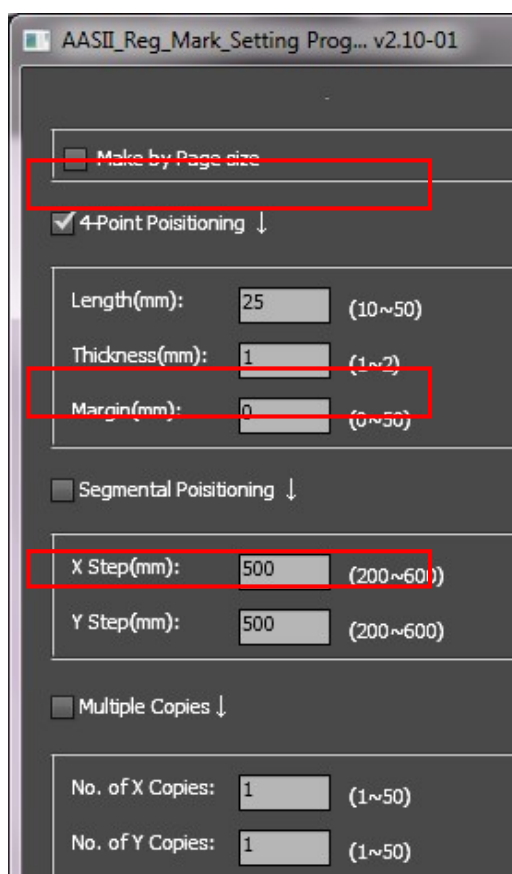 AASII_Reg_Mark_Setting Prog... v2.10-01
Make by Page size
4-Point Poisitioning ↓
Length(mm): 25 (10~50)
Thickness(mm): 1 (1~2)
Margin(mm): 0 (0~50)
Segmental Poisitioning ↓
X Step(mm): 500 (200~600)
Y Step(mm): 500 (200~600)
Multiple Copies ↓
No. of X Copies: 1 (1~50)
No. of Y Copies: 1 (1~50)